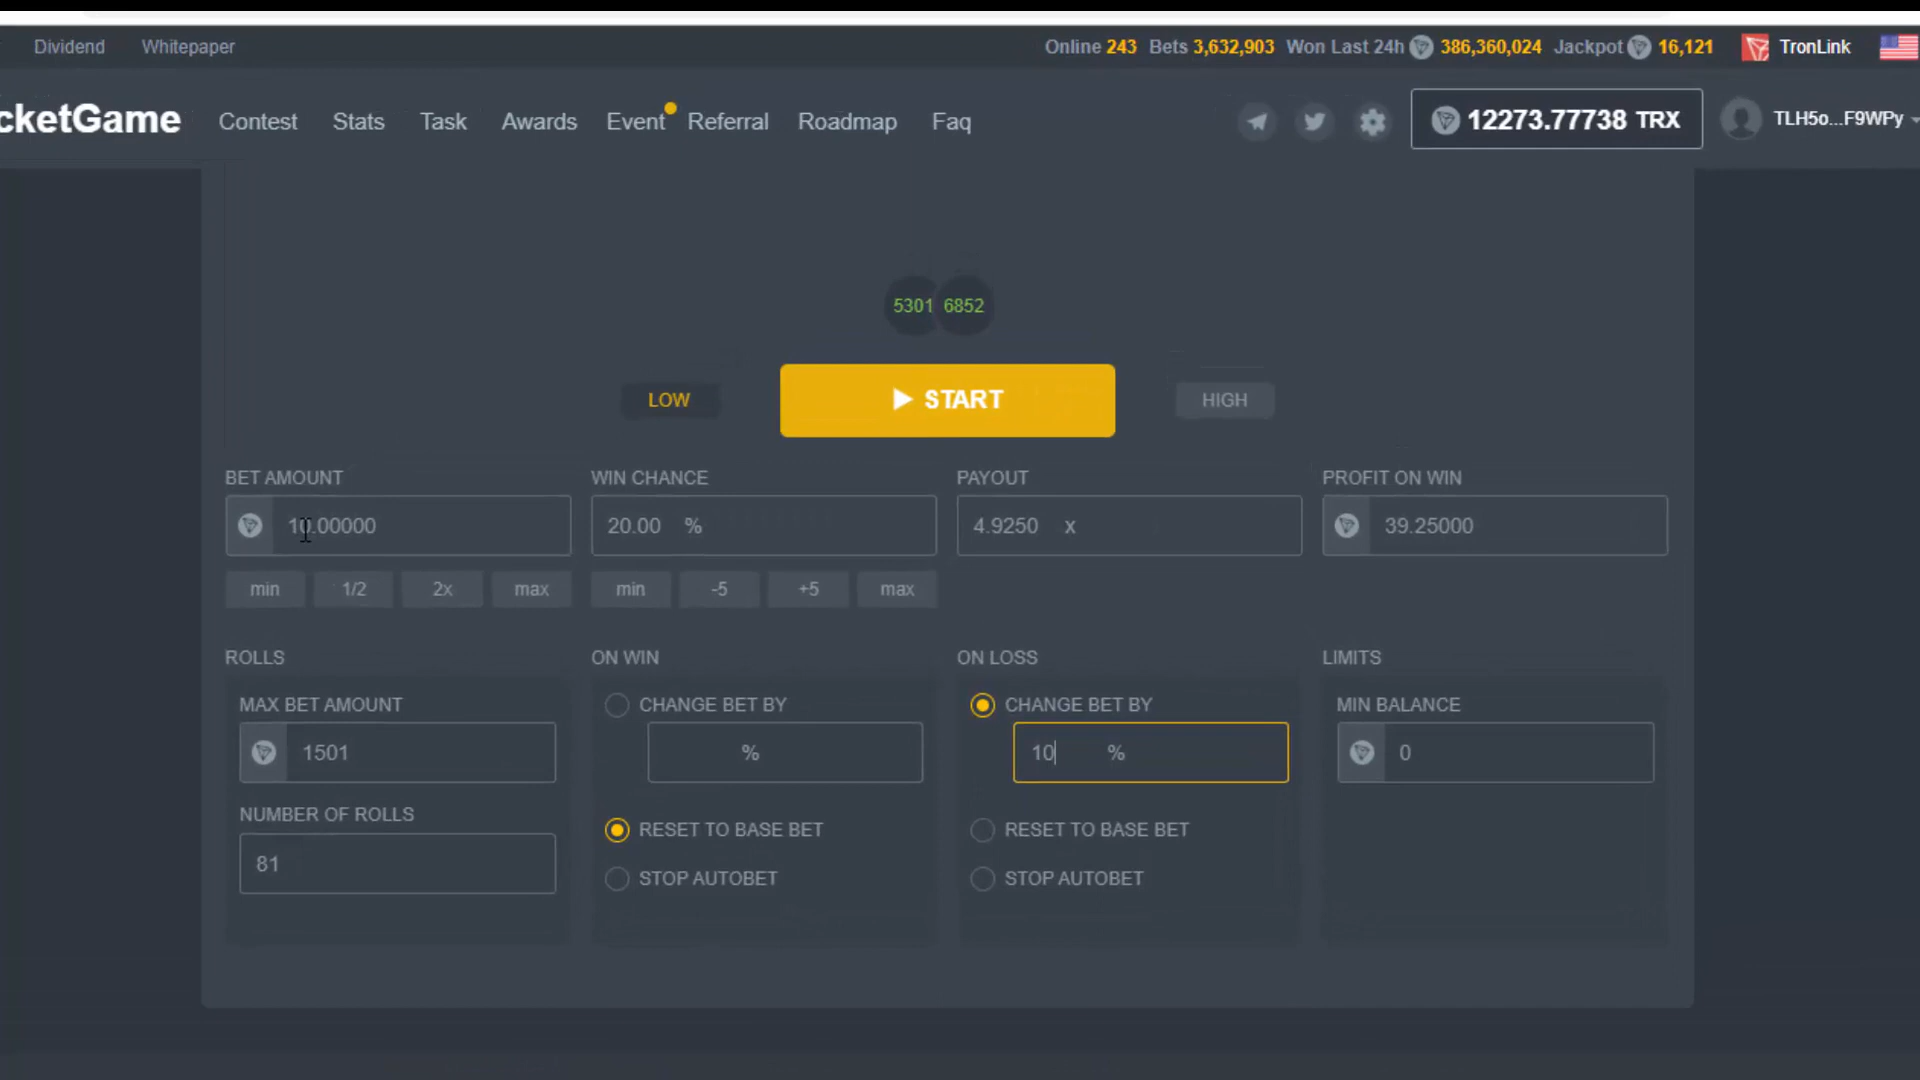 Dividend Whitepaper Online 243 Bets 3,632,903 Won Last 24h 386,360,024 Jackpot 16,121 TronLink
cketGame Contest Stats Task Awards Event Referral Roadmap Faq 12273.77738 TRX TLH5o...F9WPy
5301 6852
LOW START HIGH
BET AMOUNT WIN CHANCE PAYOUT PROFIT ON WIN
10.00000 20.00 % 4.9250 x 39.25000
min 1/2 2x max min -5 +5 max
ROLLS ON WIN ON LOSS LIMITS
MAX BET AMOUNT CHANGE BET BY CHANGE BET BY MIN BALANCE
1501 % 10 % 0
NUMBER OF ROLLS RESET TO BASE BET RESET TO BASE BET
81 STOP AUTOBET STOP AUTOBET